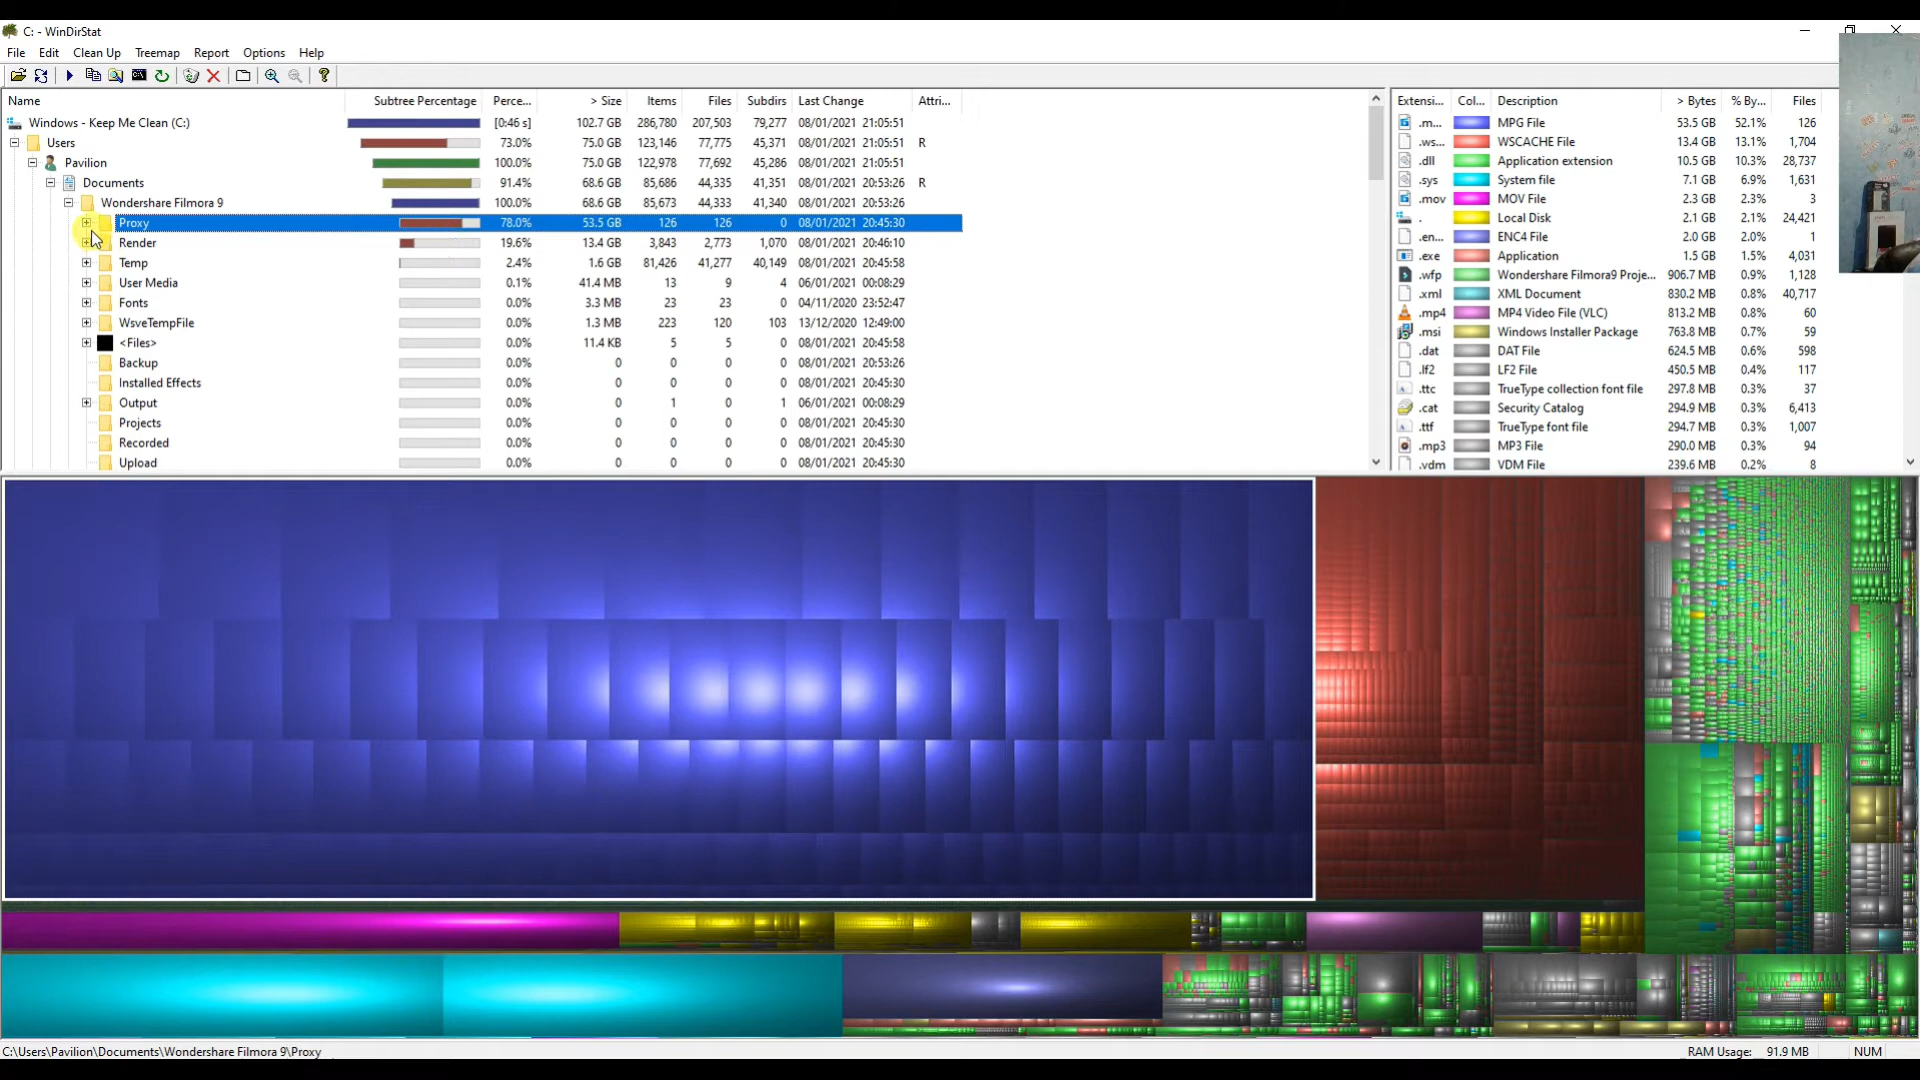 C: - WinDirStat
File Edit Clean Up Treemap Report Options Help
Name Subtree Percentage Perce... > Size Items Files Subdirs Last Change Attri...
Windows - Keep Me Clean (C:) [0:46 s] 102.7 GB 286,780 207,503 79,277 08/01/2021 21:05:51
Users 73.0% 75.0 GB 123,146 77,775 45,371 08/01/2021 21:05:51 R
Pavilion 100.0% 75.0 GB 122,978 77,692 45,286 08/01/2021 21:05:51
Documents 91.4% 68.6 GB 85,686 44,335 41,351 08/01/2021 20:53:26 R
Wondershare Filmora 9 100.0% 68.6 GB 85,673 44,333 41,340 08/01/2021 20:53:26
Proxy 78.0% 53.5 GB 126 126 0 08/01/2021 20:45:30
Render 19.6% 13.4 GB 3,843 2,773 1,070 08/01/2021 20:46:10
Temp 2.4% 1.6 GB 81,426 41,277 40,149 08/01/2021 20:45:58
User Media 0.1% 41.4 MB 13 9 4 06/01/2021 00:08:29
Fonts 0.0% 3.3 MB 23 23 0 04/11/2020 23:52:47
WsveTempFile 0.0% 1.3 MB 223 120 103 13/12/2020 12:49:00
<Files> 0.0% 11.4 KB 5 5 0 08/01/2021 20:45:58
Backup 0.0% 0 0 0 0 08/01/2021 20:53:26
Installed Effects 0.0% 0 0 0 0 08/01/2021 20:45:30
Output 0.0% 0 1 0 1 06/01/2021 00:08:29
Projects 0.0% 0 0 0 0 08/01/2021 20:45:30
Recorded 0.0% 0 0 0 0 08/01/2021 20:45:30
Upload 0.0% 0 0 0 0 08/01/2021 20:45:30
Extensi... Col... Description > Bytes % By... Files
.m... MPG File 53.5 GB 52.1% 126
.ws... WSCACHE File 13.4 GB 13.1% 1,704
.dll Application extension 10.5 GB 10.3% 28,737
.sys System file 7.1 GB 6.9% 1,631
.mov MOV File 2.3 GB 2.3% 3
. Local Disk 2.1 GB 2.1% 24,421
.en... ENC4 File 2.0 GB 2.0% 1
.exe Application 1.5 GB 1.5% 4,031
.wfp Wondershare Filmora9 Proje... 906.7 MB 0.9% 1,128
.xml XML Document 830.2 MB 0.8% 40,717
.mp4 MP4 Video File (VLC) 813.2 MB 0.8% 60
.msi Windows Installer Package 763.8 MB 0.7% 59
.dat DAT File 624.5 MB 0.6% 598
.lf2 LF2 File 450.5 MB 0.4% 117
.ttc TrueType collection font file 297.8 MB 0.3% 37
.cat Security Catalog 294.9 MB 0.3% 6,413
.ttf TrueType font file 294.7 MB 0.3% 1,007
.mp3 MP3 File 290.0 MB 0.3% 94
.vdm VDM File 239.6 MB 0.2% 8
C:\Users\Pavilion\Documents\Wondershare Filmora 9\Proxy
RAM Usage: 91.9 MB NUM